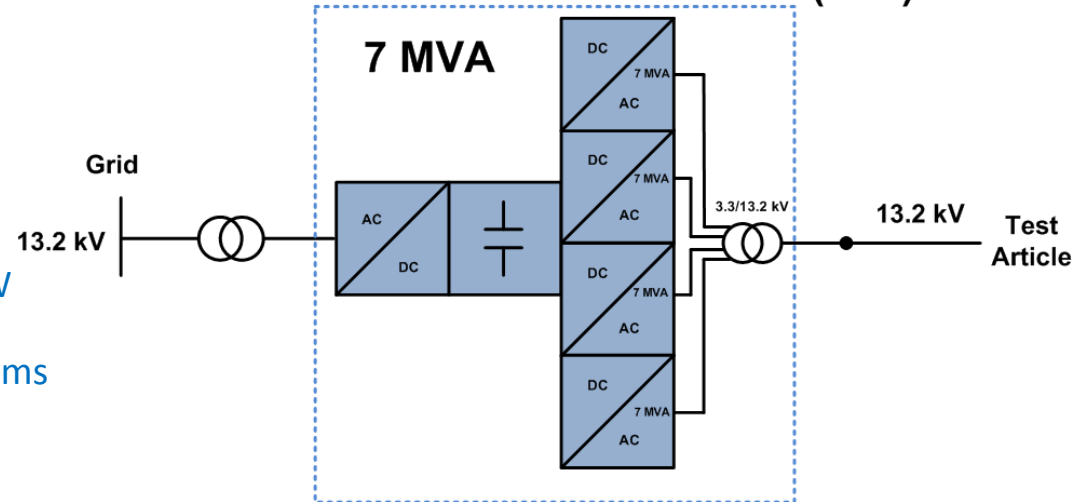 7 MVA
Grid
13.2 kV
AC
DC
DC
7 MVA
AC
DC
7 MVA
AC
DC
7 MVA
AC
DC
7 MVA
AC
3.3/13.2 kV
13.2 kV
Test
Article
ms